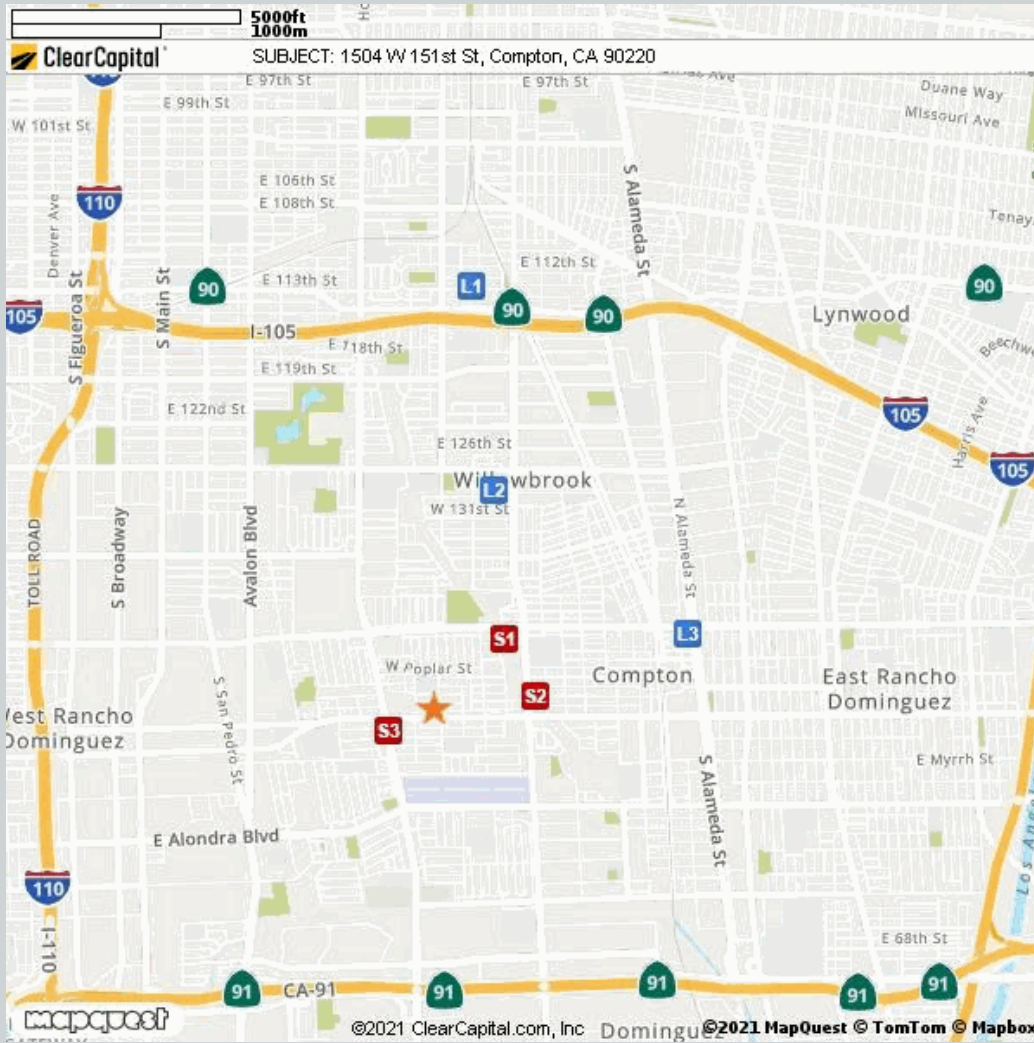 5000ft
1000m
ClearCapital
SUBJECT: 1504 W 151st St, Compton, CA 90220
E 97th St
E 97th St
Duane Way
E 99th St
Missouri Ave
W 101st St
E 106th St
110
E 108th St
S Alameda St
Denver Ave
E 112th St
E 113th St
L1
90
90
90
90
S Figueroa St
S Main St
105
Lynwood
I-105
E 118th St
E 119th St
E 122nd St
105
Harris Ave
E 126th St
105
L2
W 131st St
N Alameda St
TOLL ROAD
S Broadway
Avalon Blvd
S1
L3
W Poplar St
Compton
East Rancho
Dominguez
S2
S San Pedro St
S3
Dominguez
E Myrrh St
S Alameda St
E Alondra Blvd
110
I-110
E 68th St
91
CA-91
91
91
91
91
mapquest
©2021 ClearCapital.com, Inc
©2021 MapQuest © TomTom © Mapbox